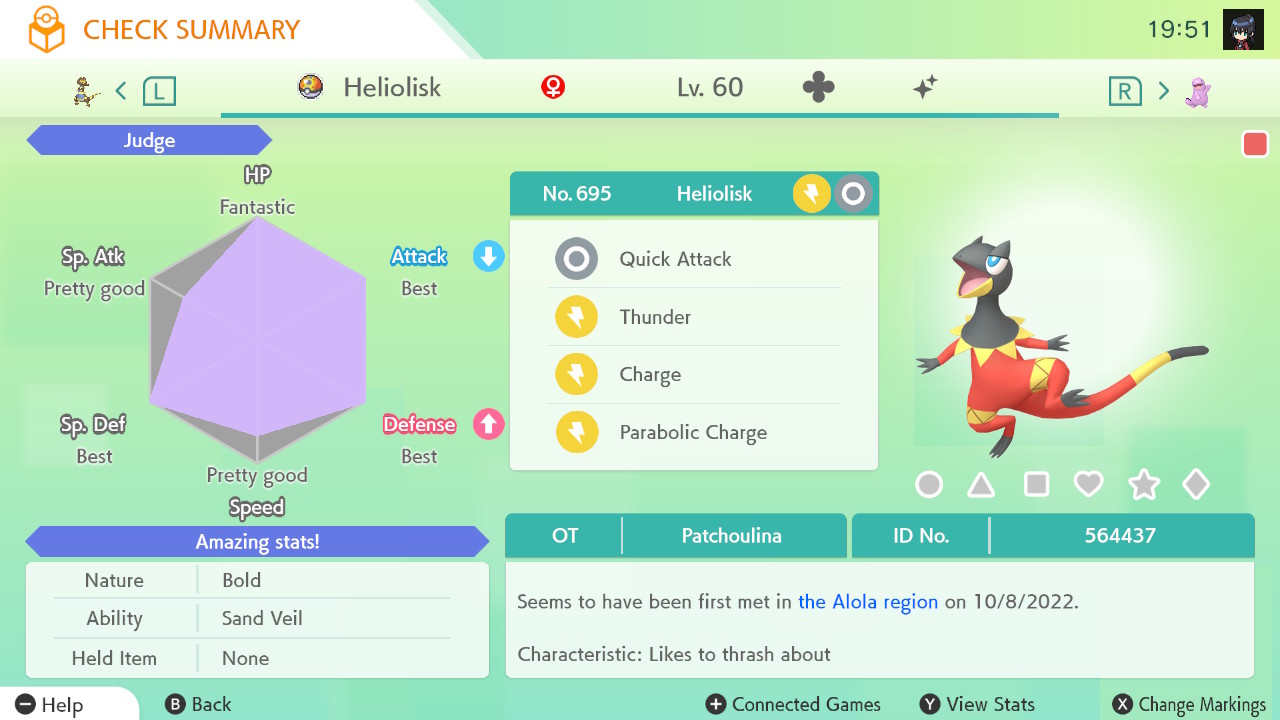 CHECK SUMMARY
19:51
L
Heliolisk
Lv. 60
R
Judge
HP
Fantastic
Sp. Atk
Pretty good
Attack
Best
Sp. Def
Best
Defense
Best
Pretty good
Speed
Amazing stats!
Nature Bold
Ability Sand Veil
Held Item None
No. 695 Heliolisk
Quick Attack
Thunder
Charge
Parabolic Charge
OT Patchoulina ID No. 564437
Seems to have been first met in the Alola region on 10/8/2022.
Characteristic: Likes to thrash about
Help
B Back
Connected Games
Y View Stats
X Change Markings